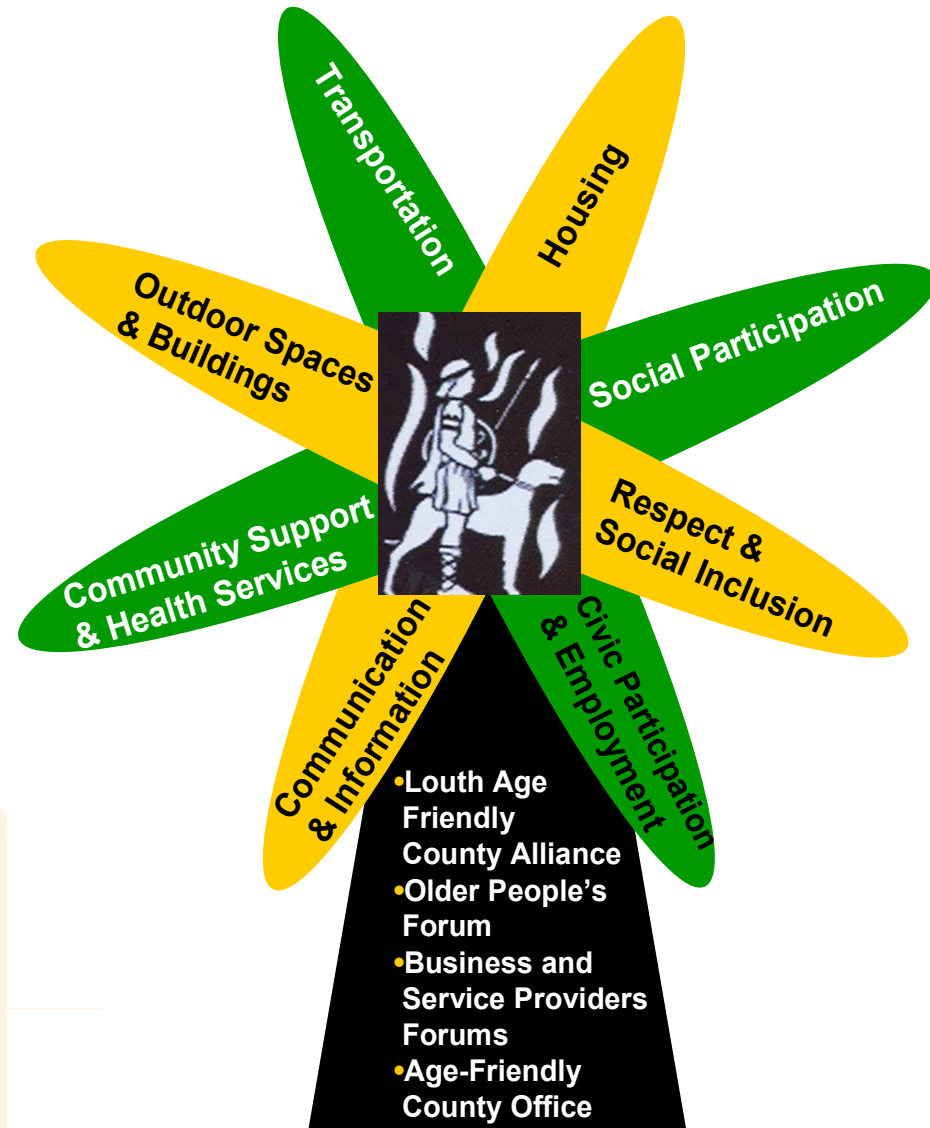 Transportation
Housing
Outdoor Spaces
& Buildings
Social Participation
Community Support
& Health Services
Respect &
Social Inclusion
Communication
& Information
Civic Participation
& Employment
•Louth Age
Friendly
County Alliance
•Older People’s
Forum
•Business and
Service Providers
Forums
•Age-Friendly
County Office